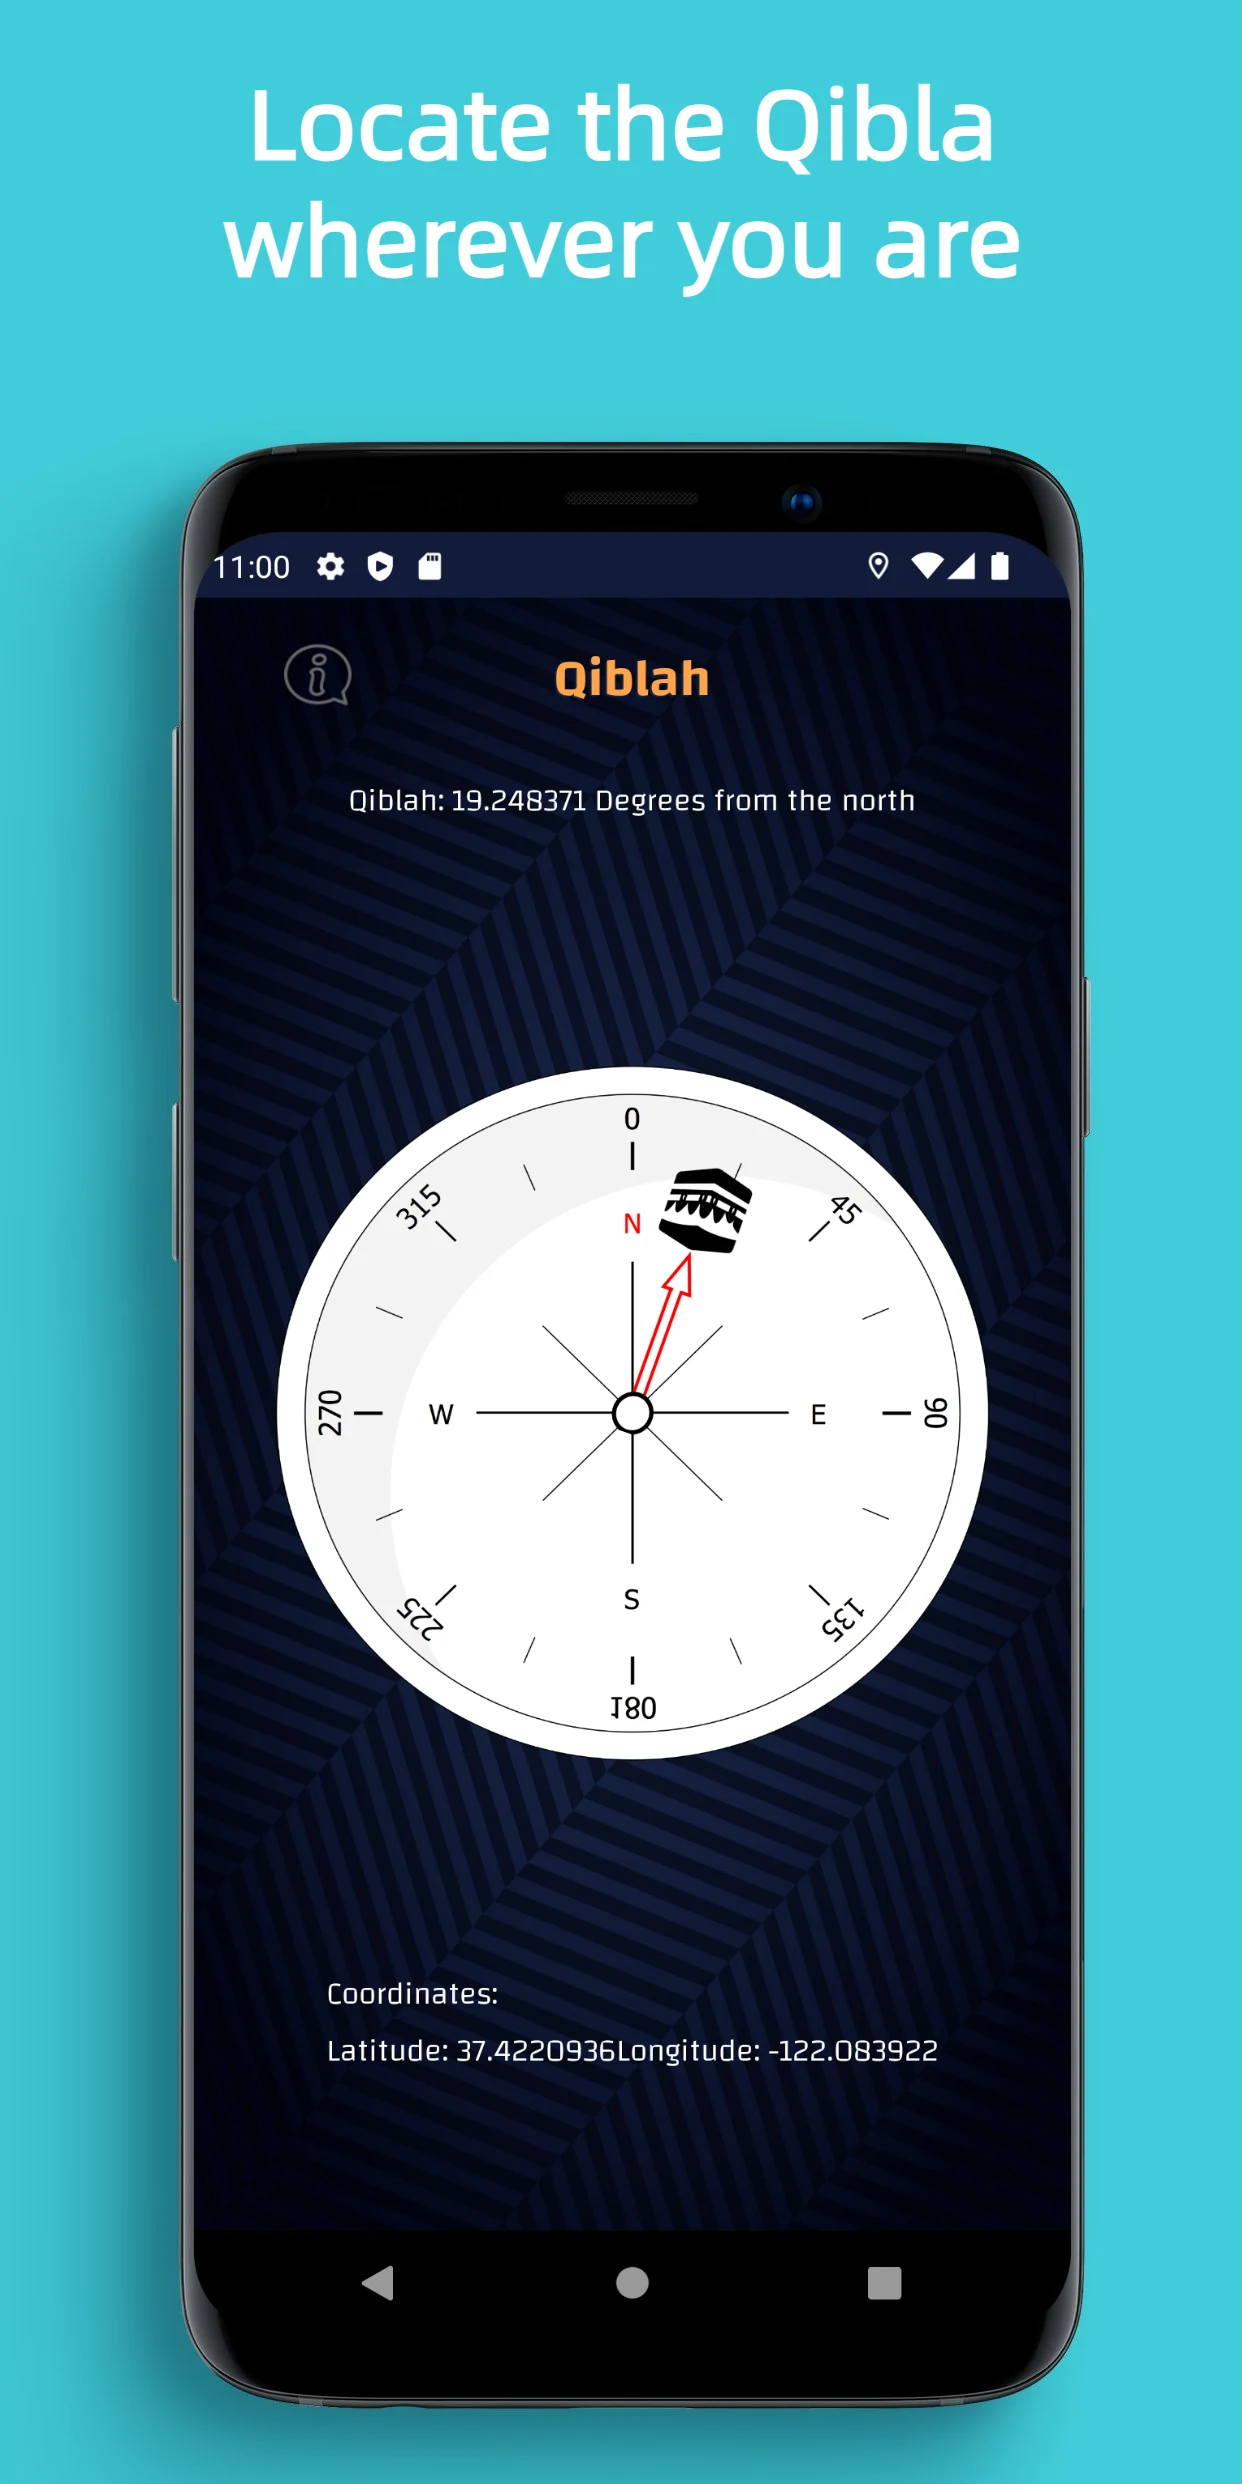 Locate the Qibla
wherever you are
11:00
Qiblah
Qiblah: 19.248371 Degrees from the north
0
315
45
N
270
W
E
90
S
225
135
180
Coordinates:
Latitude: 37.4220936Longitude: -122.083922